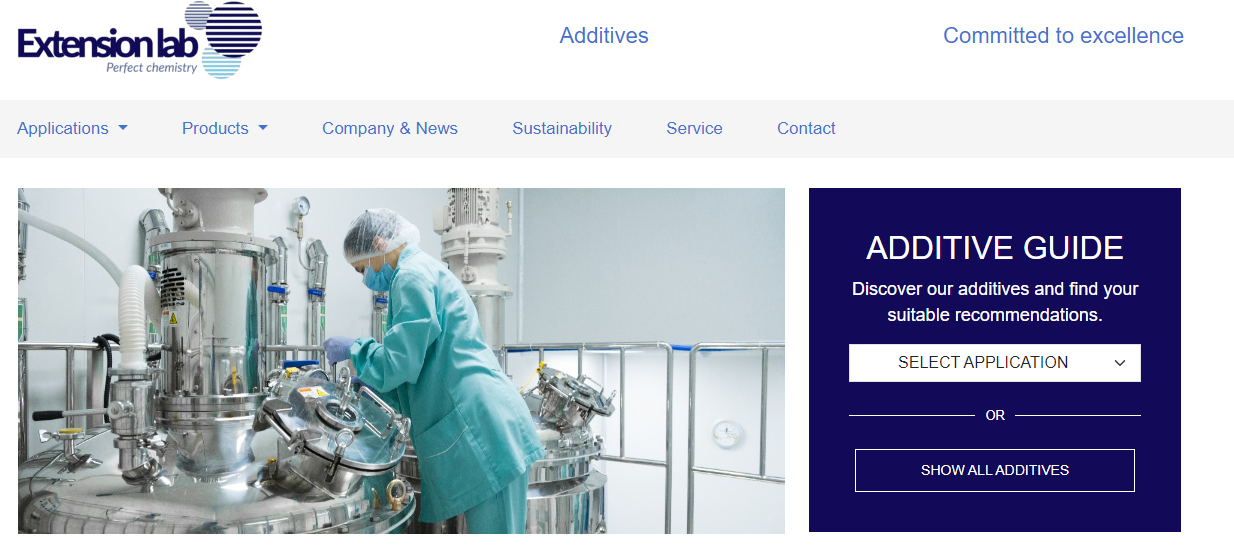 Extension lab
Perfect chemistry
Additives
Committed to excellence
Applications
Products
Company & News
Sustainability
Service
Contact
ADDITIVE GUIDE
Discover our additives and find your
suitable recommendations.
SELECT APPLICATION
OR
SHOW ALL ADDITIVES